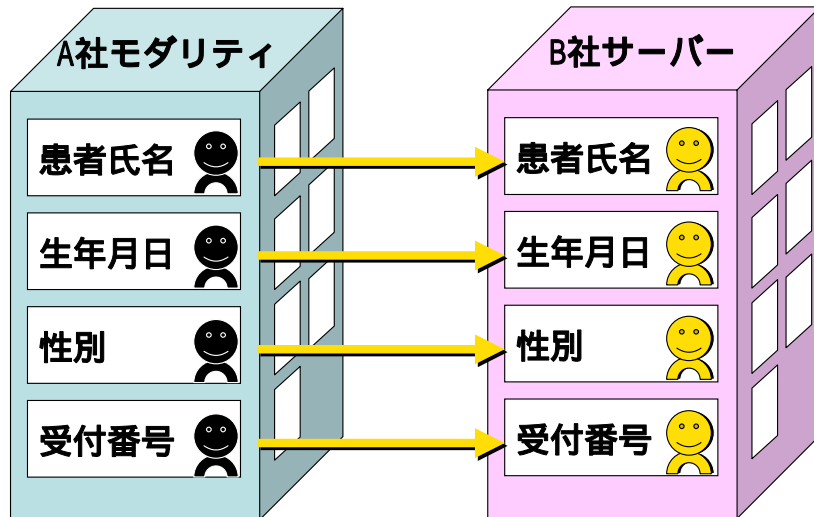 A社モダリティ
B社サーバー
患者氏名
生年月日
性別
受付番号
患者氏名
生年月日
性別
受付番号